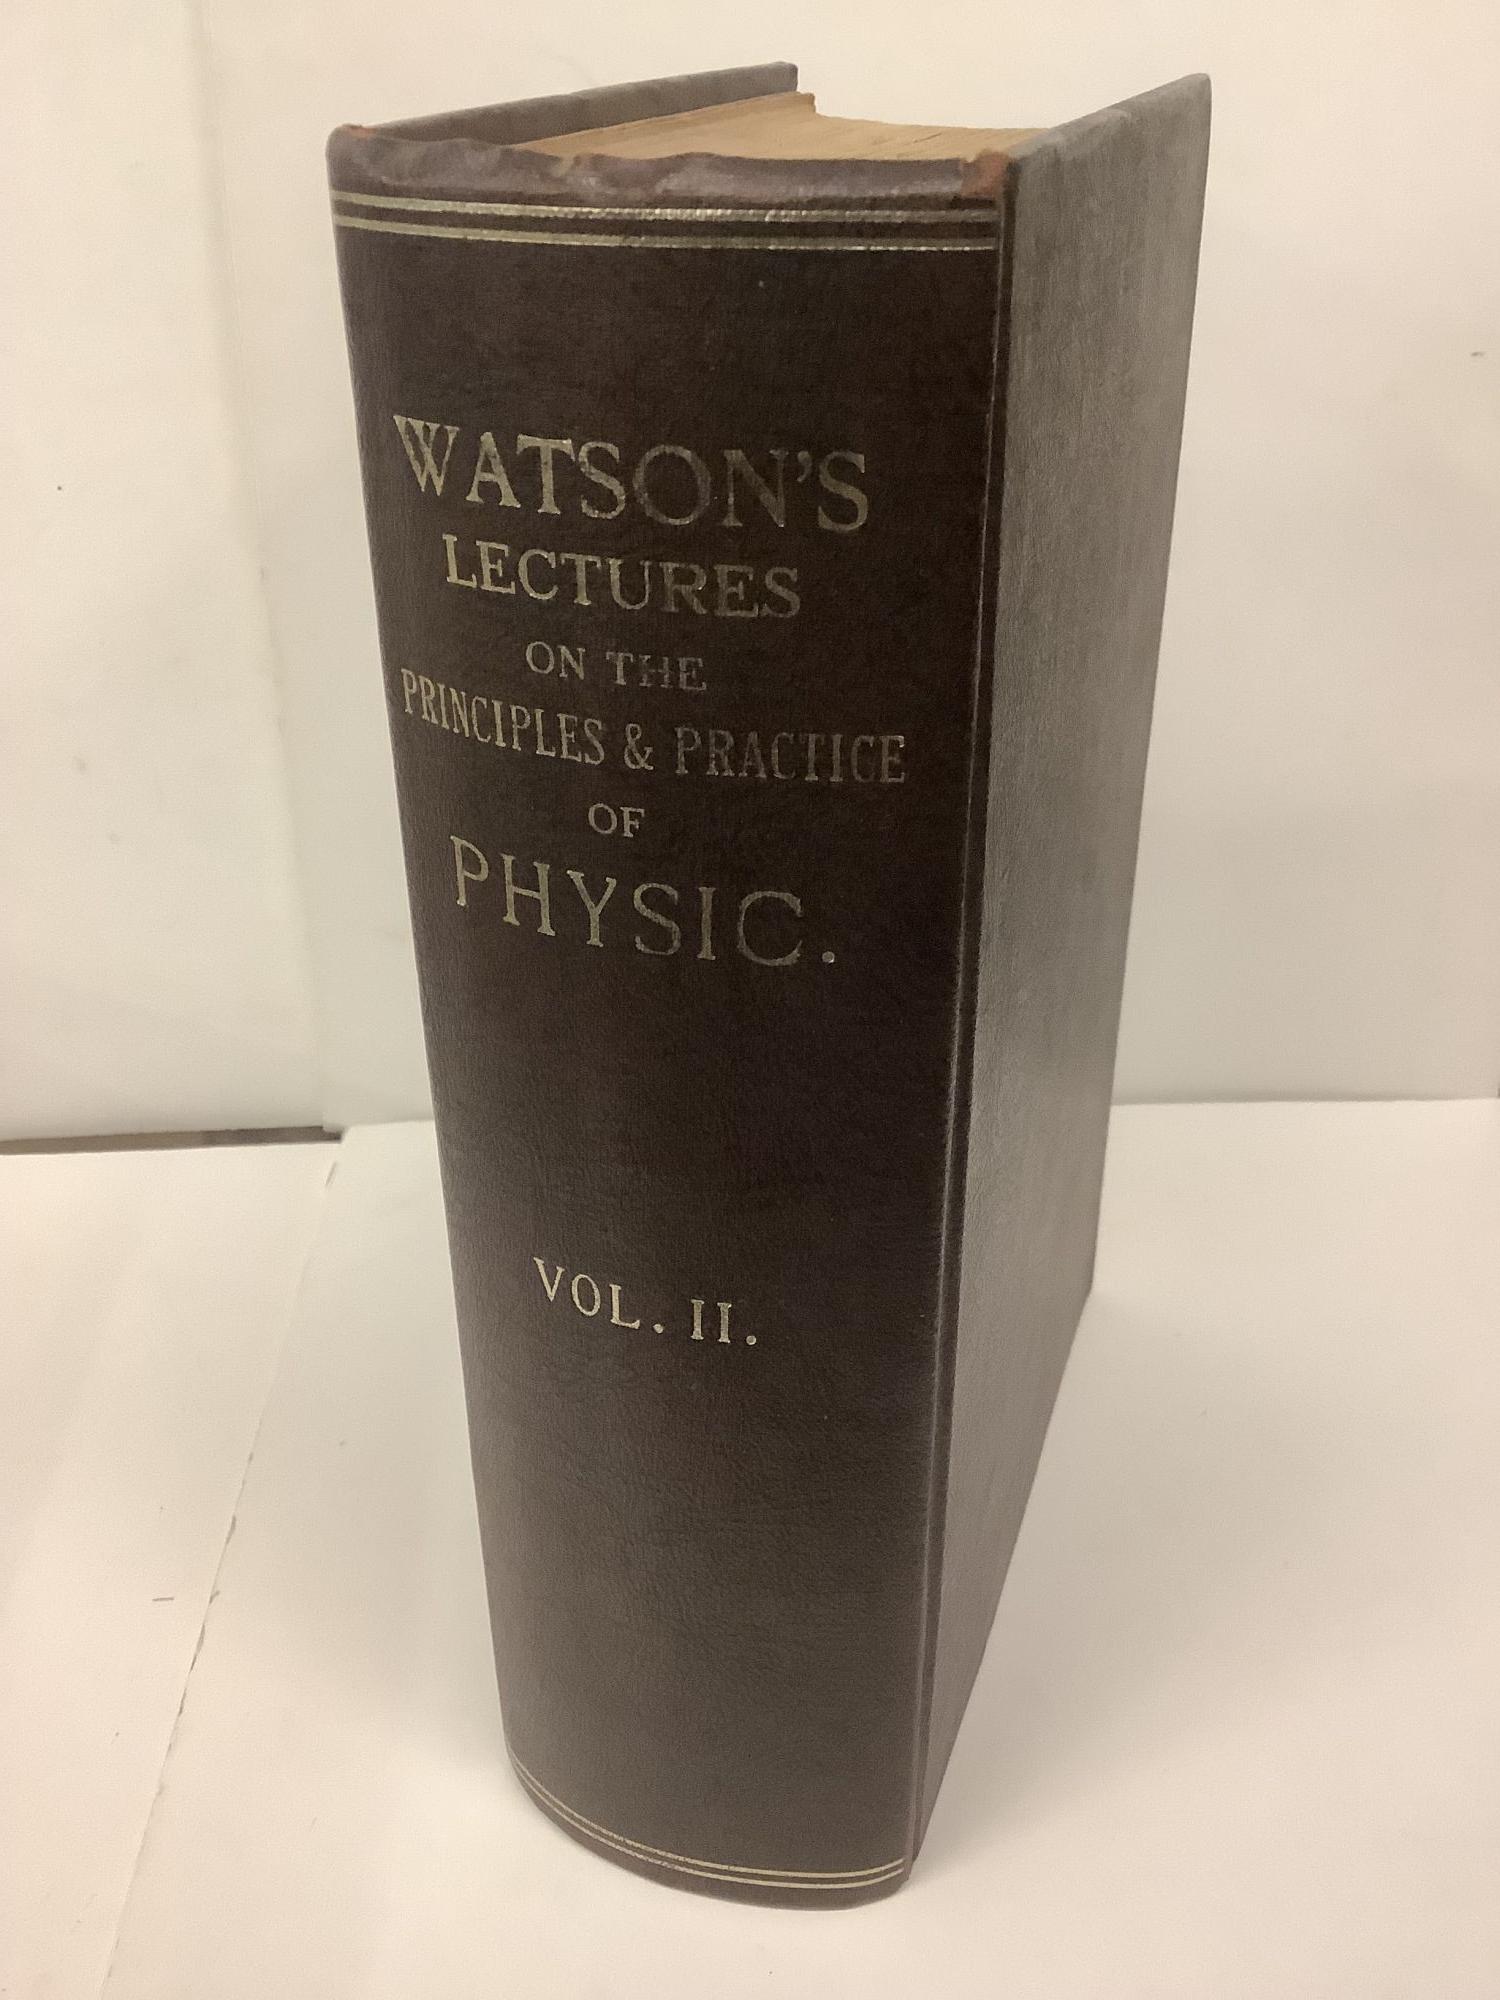 WATSON'S
LECTURES
ON THE
PRINCIPLES & PRACTICE
OF
PHYSIC.
VOL. II.